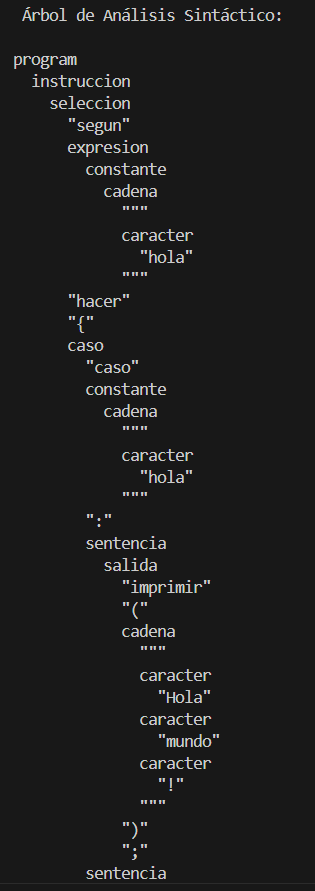 Árbol de Análisis Sintáctico:
program
instruccion
seleccion
"segun"
expresion
constante
cadena
"""
caracter
"hola"
"""
"hacer"
"{"
caso
"caso"
constante
cadena
"""
caracter
"hola"
"""
":"
sentencia
salida
"imprimir"
"("
cadena
"""
caracter
"Hola"
caracter
"mundo"
caracter
"!"
"""
")"
";"
sentencia